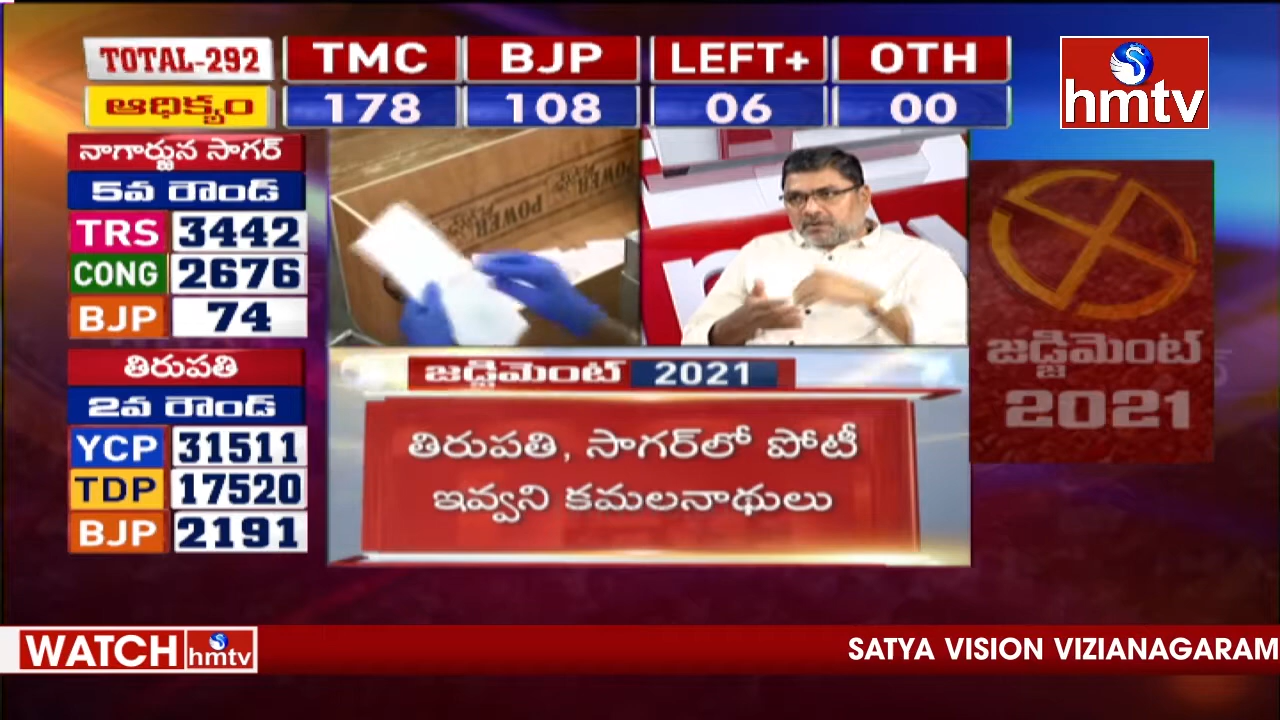 TOTAL-292 TMC BJP LEFT+ OTH
ఆధిక్యం 178 108 06 00
hmtv
నాగార్జున సాగర్
5వ రౌండ్
TRS 3442
CONG 2676
BJP 74
తిరుపతి
2వ రౌండ్
YCP 31511
TDP 17520
BJP 2191
POWER
POWER
జడ్జిమెంట్ 2021
తిరుపతి, సాగర్‌లో పోటీ
ఇవ్వని కమలనాథులు
జడ్జిమెంట్
2021
WATCH hmtv
SATYA VISION VIZIANAGARAM